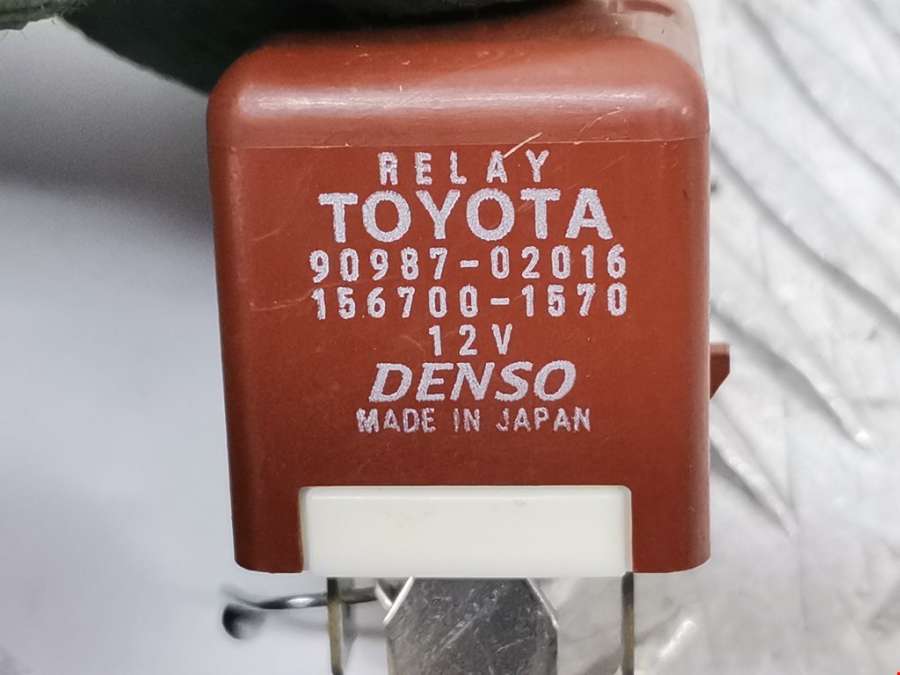 RELAY
TOYOTA
90987-02016
156700-1570
12V
DENSO
MADE IN JAPAN